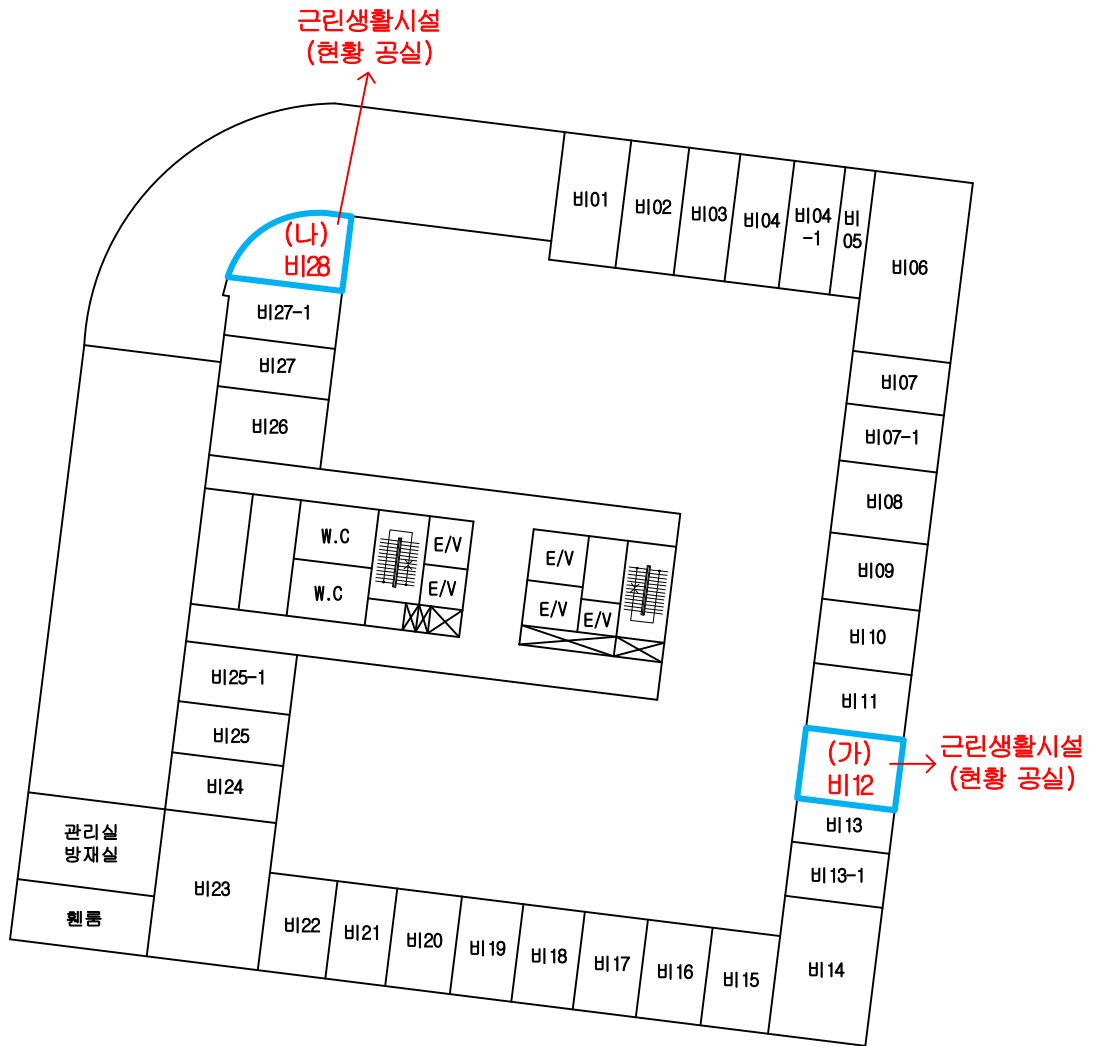 근린생활시설
(현황 공실)
비01
비02
비03
비04
비04
-1
비
05
비06
(나)
비28
비27-1
비27
비26
비07
비07-1
비08
비09
비10
비11
W.C
W.C
E/V
E/V
E/V
E/V
E/V
비25-1
비25
비24
(가)
비12
근린생활시설
(현황 공실)
비13
비13-1
비14
관리실
방재실
휀룸
비23
비22
비21
비20
비19
비18
비17
비16
비15